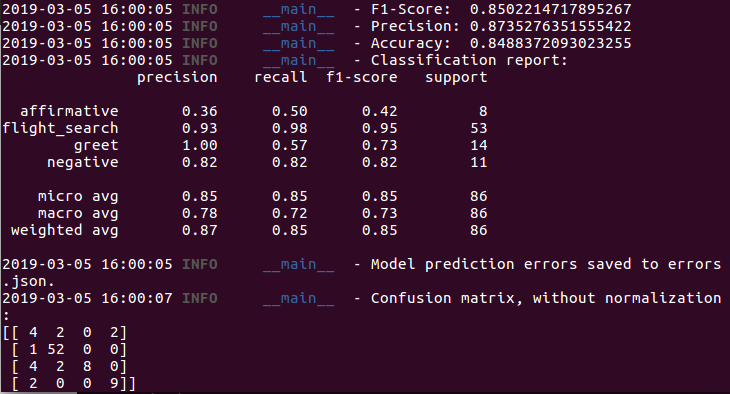 2019-03-05 16:00:05 INFO     __main__  - F1-Score:  0.8502214717895267
2019-03-05 16:00:05 INFO     __main__  - Precision: 0.8735276351555422
2019-03-05 16:00:05 INFO     __main__  - Accuracy:  0.8488372093023255
2019-03-05 16:00:05 INFO     __main__  - Classification report:
precision    recall  f1-score   support
affirmative       0.36      0.50      0.42         8
flight_search       0.93      0.98      0.95        53
greet       1.00      0.57      0.73        14
negative       0.82      0.82      0.82        11
micro avg       0.85      0.85      0.85        86
macro avg       0.78      0.72      0.73        86
weighted avg       0.87      0.85      0.85        86
2019-03-05 16:00:05 INFO     __main__  - Model prediction errors saved to errors
.json.
2019-03-05 16:00:07 INFO     __main__  - Confusion matrix, without normalization
:
[[ 4  2  0  2]
[ 1 52  0  0]
[ 4  2  8  0]
[ 2  0  0  9]]